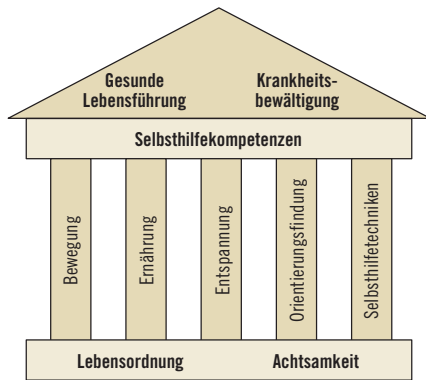 Gesunde
Lebensführung
Krankheits-
bewältigung
Selbsthilfekompetenzen
Bewegung
Ernährung
Entspannung
Orientierungsfindung
Selbsthilfetechniken
Lebensordnung
Achtsamkeit